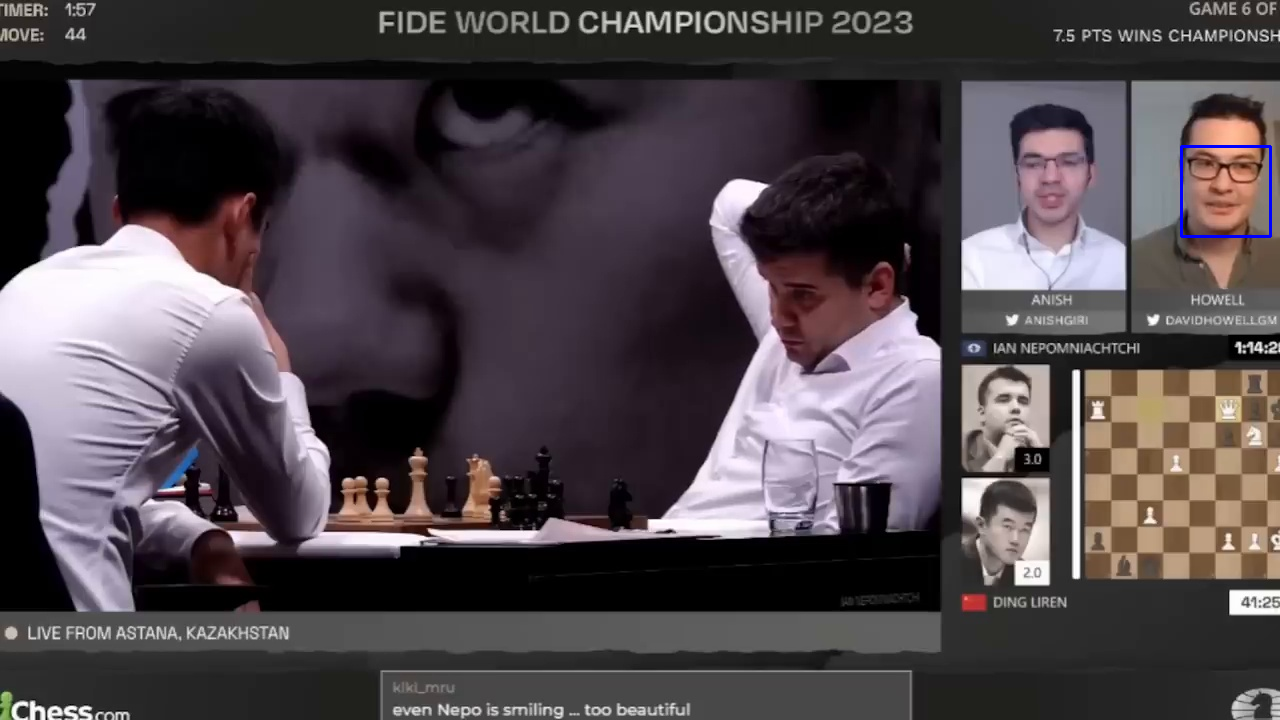 TIMER: 1:57
MOVE: 44
FIDE WORLD CHAMPIONSHIP 2023
GAME 6 OF
7.5 PTS WINS CHAMPIONSH
ANISH
ANISHGIRI
HOWELL
DAVIDHOWELLGM
IAN NEPOMNIACHTCHI
1:14:2
3.0
2.0
DING LIREN
41:25
IAN NEPOMNIACHTCHI
LIVE FROM ASTANA, KAZAKHSTAN
kiki_mru
even Nepo is smiling ... too beautiful
Chess.com